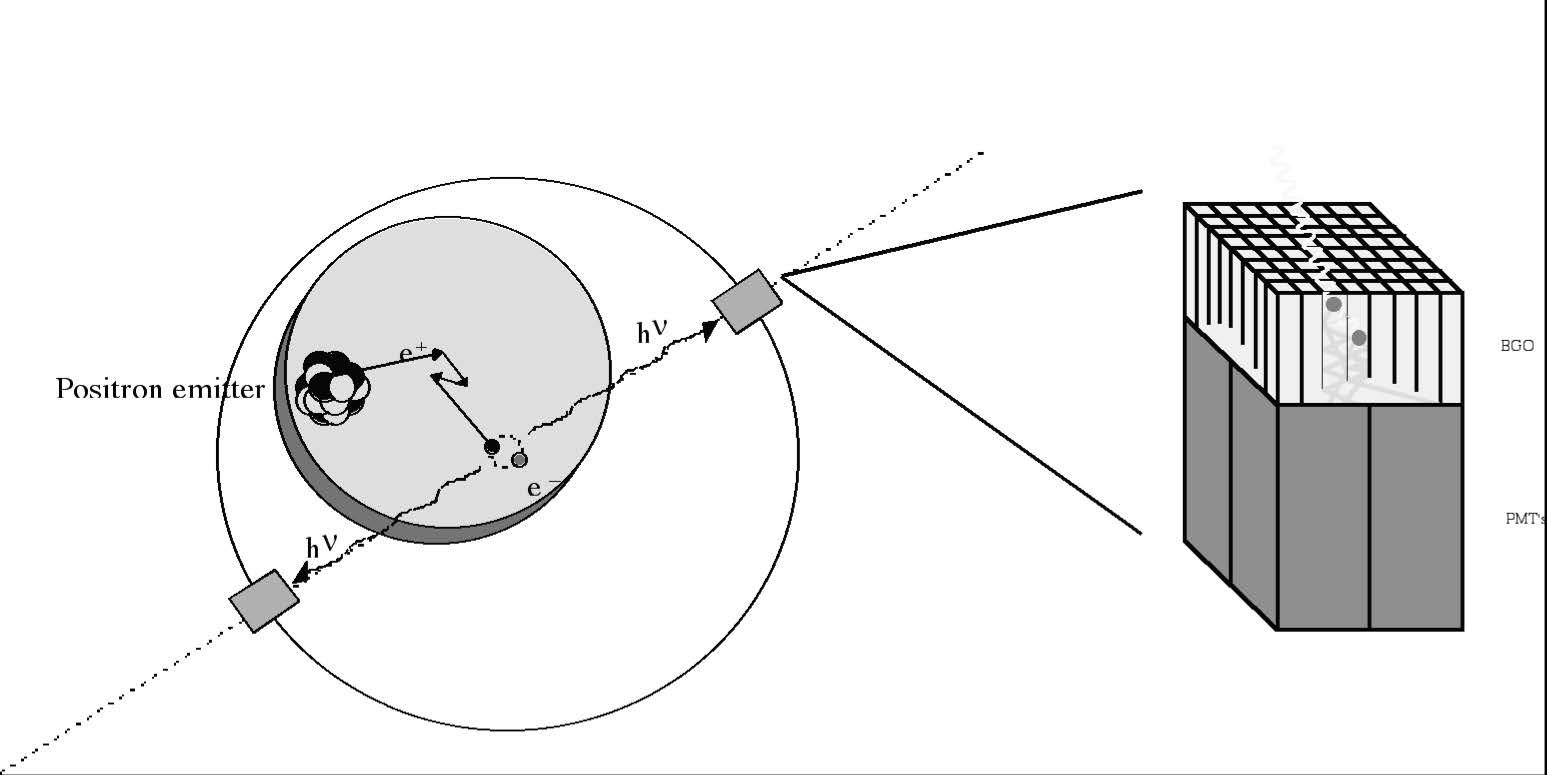 hν
BGO
e+
Positron emitter
e−
PMT's
hν